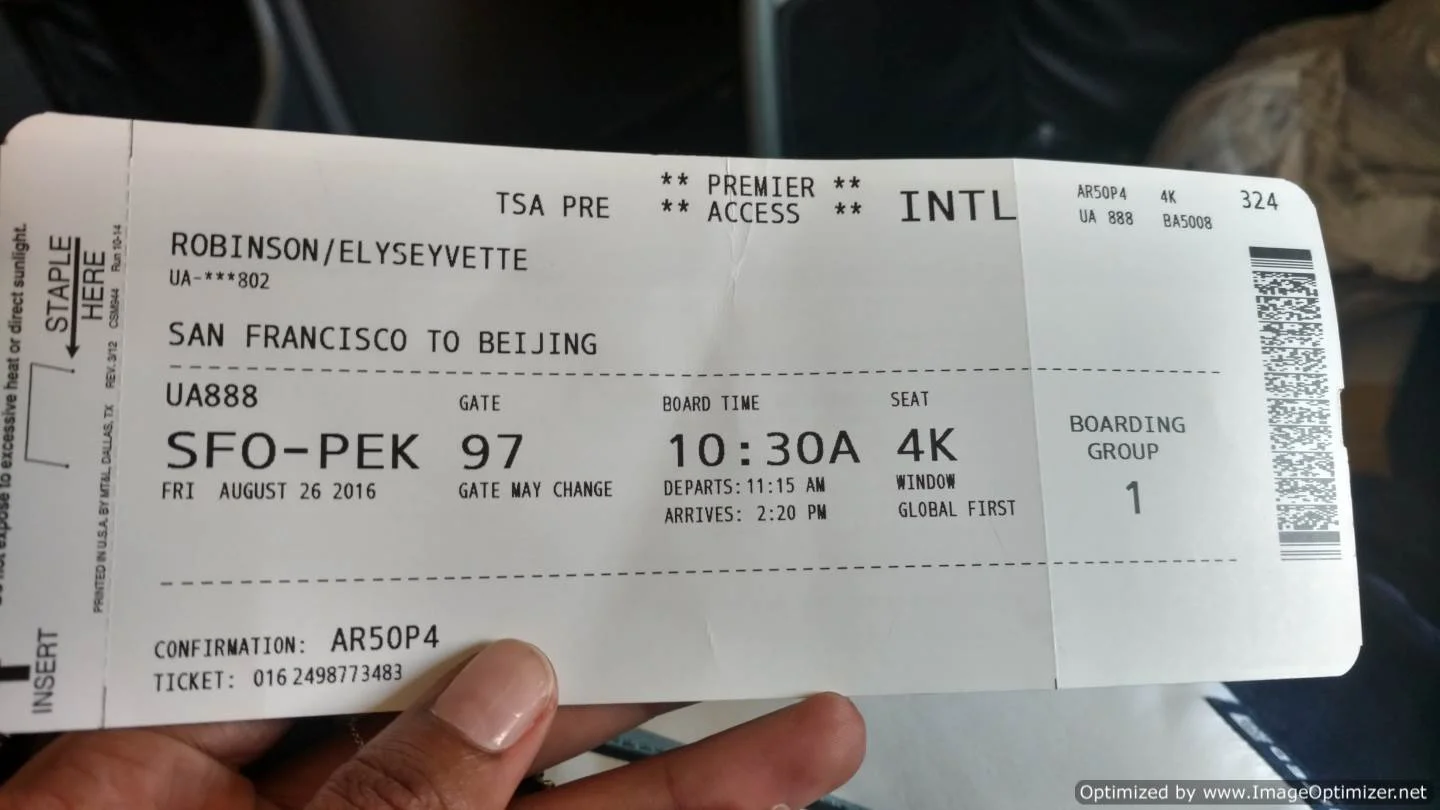 TSA PRE
** PREMIER **
** ACCESS **
INTL
AR50P4 4K
UA 888 BA5008
324
ROBINSON/ELYSEYVETTE
UA-***802
SAN FRANCISCO TO BEIJING
UA888 GATE BOARD TIME SEAT
SFO-PEK 97 10:30A 4K
FRI AUGUST 26 2016 GATE MAY CHANGE DEPARTS: 11:15 AM WINDOW
ARRIVES: 2:20 PM GLOBAL FIRST
BOARDING
GROUP
1
CONFIRMATION: AR50P4
TICKET: 016 2498773483
not expose to excessive heat or direct sunlight.
STAPLE
HERE
INSERT
PRINTED IN U.S.A. BY MT&L, DALLAS, TX REV. 3/12 CSM944 Run 10-14
Optimized by www.ImageOptimizer.net